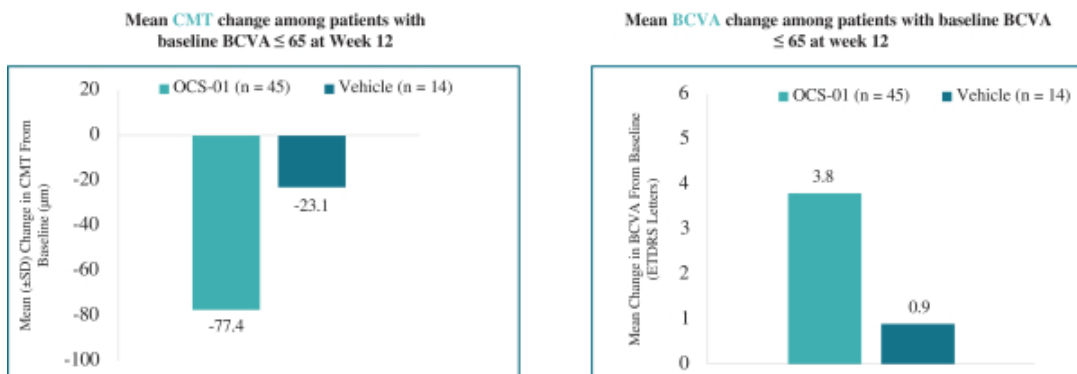 Mean CMT change among patients with
baseline BCVA ≤ 65 at Week 12
OCS-01 (n = 45)
Vehicle (n = 14)
Mean (±SD) Change in CMT From
Baseline (μm)
20
0
-20
-40
-60
-80
-100
-77.4
-23.1
Mean BCVA change among patients with baseline BCVA
≤ 65 at week 12
OCS-01 (n = 45)
Vehicle (n = 14)
Mean Change in BCVA From Baseline
(ETDRS Letters)
6
5
4
3
2
1
0
3.8
0.9